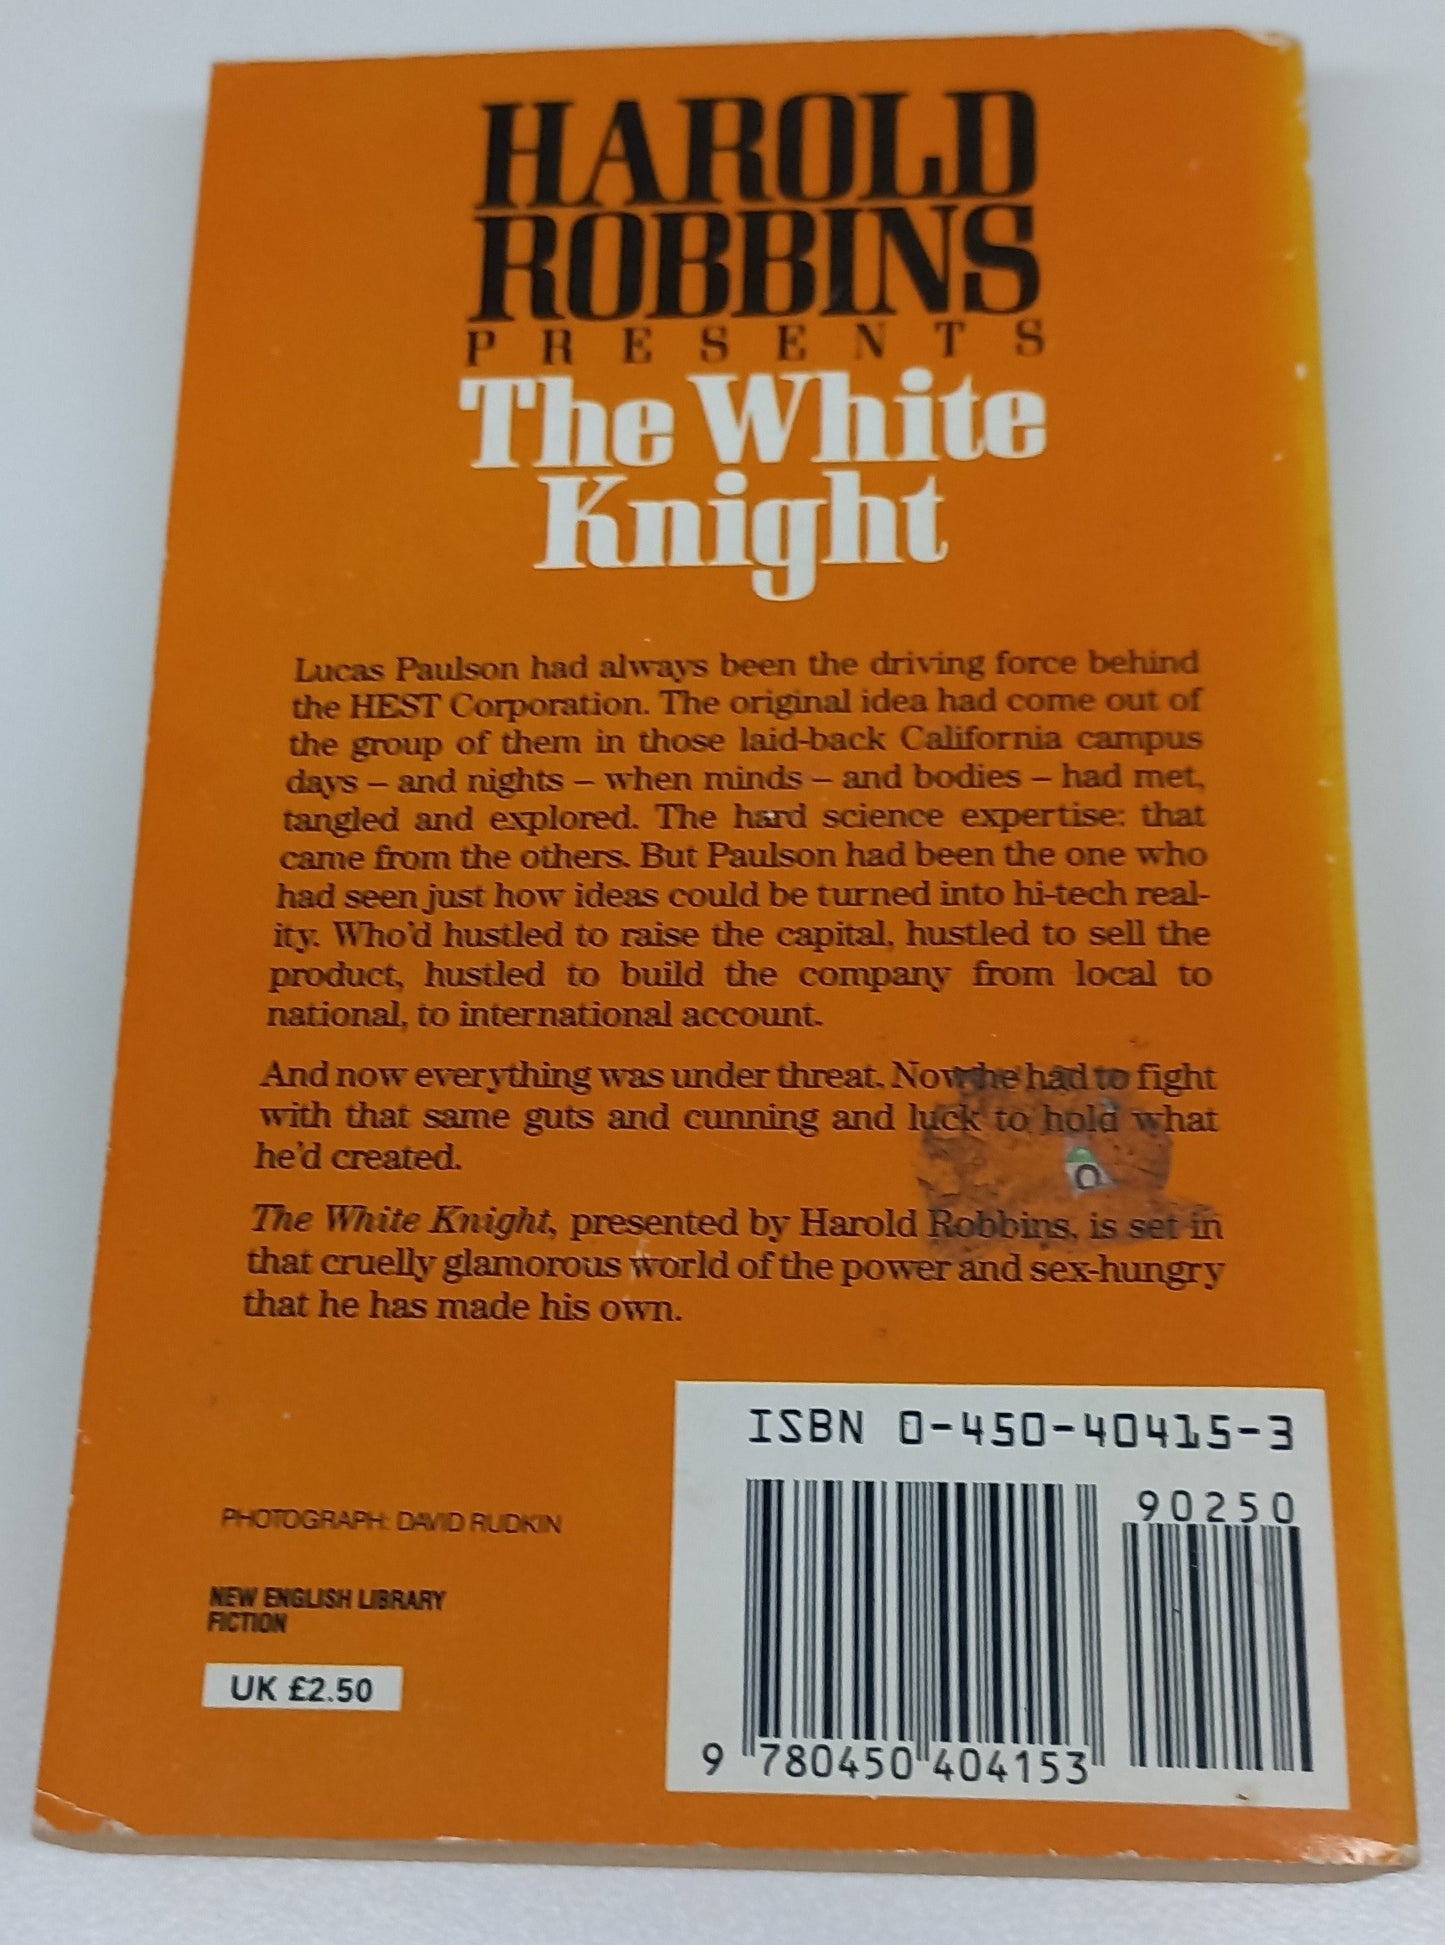 HAROLD
ROBBINS
PRESENTS
The White
Knight
Lucas Paulson had always been the driving force behind
the HEST Corporation. The original idea had come out of
the group of them in those laid-back California campus
days – and nights – when minds – and bodies – had met,
tangled and explored. The hard science expertise: that
came from the others. But Paulson had been the one who
had seen just how ideas could be turned into hi-tech real-
ity. Who'd hustled to raise the capital, hustled to sell the
product, hustled to build the company from local to
national, to international account.
And now everything was under threat. Now he had to fight
with that same guts and cunning and luck to hold what
he'd created.
The White Knight, presented by Harold Robbins, is set in
that cruelly glamorous world of the power and sex-hungry
that he has made his own.
ISBN 0-450-40415-3
90250
9 780450 404153
PHOTOGRAPH: DAVID RUDKIN
NEW ENGLISH LIBRARY
FICTION
UK £2.50